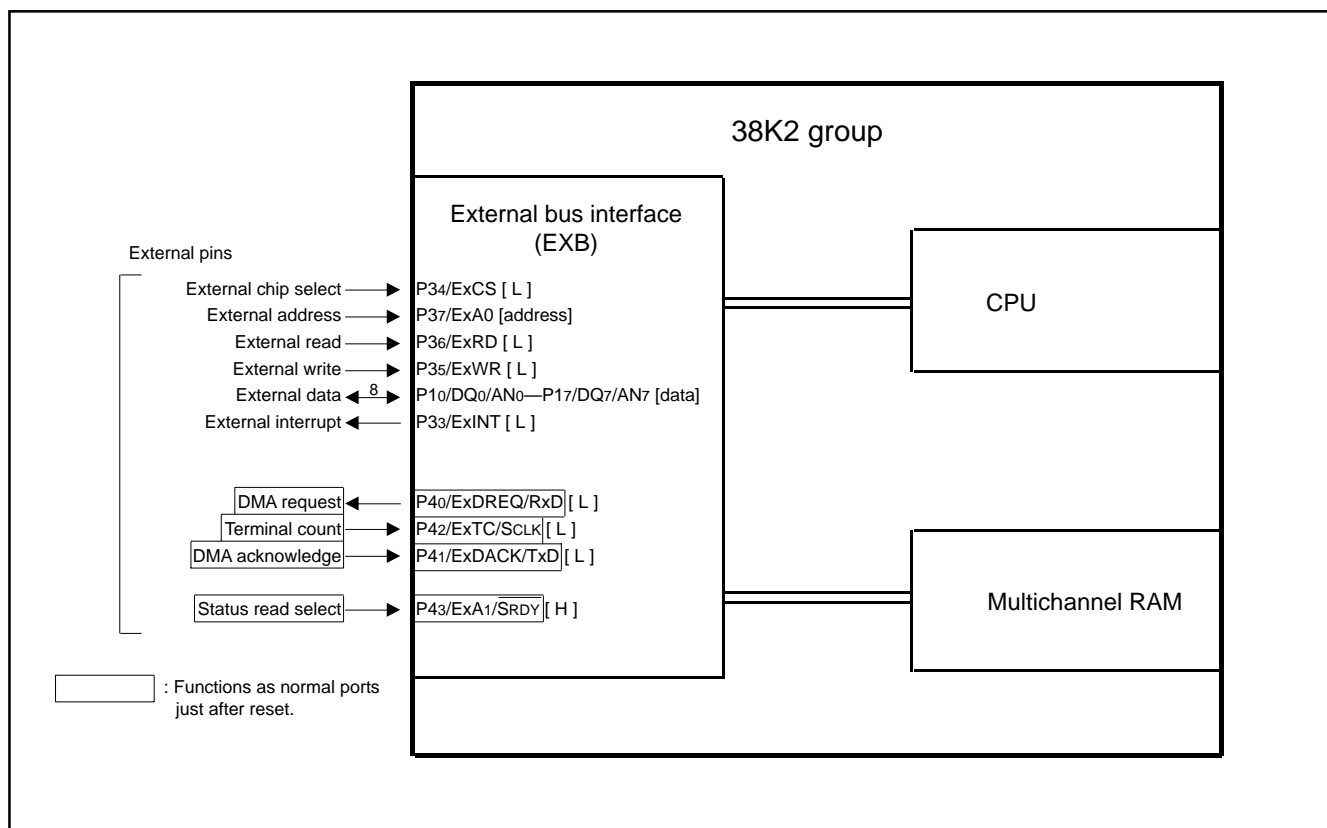 38K2 group
External bus interface
(EXB)
External pins
External chip select P34/ExCS [ L ]
External address P37/ExA0 [address]
External read P36/ExRD [ L ]
External write P35/ExWR [ L ]
External data 8 P10/DQ0/AN0—P17/DQ7/AN7 [data]
External interrupt P33/ExINT [ L ]
CPU
DMA request P40/ExDREQ/RxD [ L ]
Terminal count P42/ExTC/SCLK [ L ]
DMA acknowledge P41/ExDACK/TxD [ L ]
Status read select P43/ExA1/SRDY [ H ]
Multichannel RAM
: Functions as normal ports
just after reset.